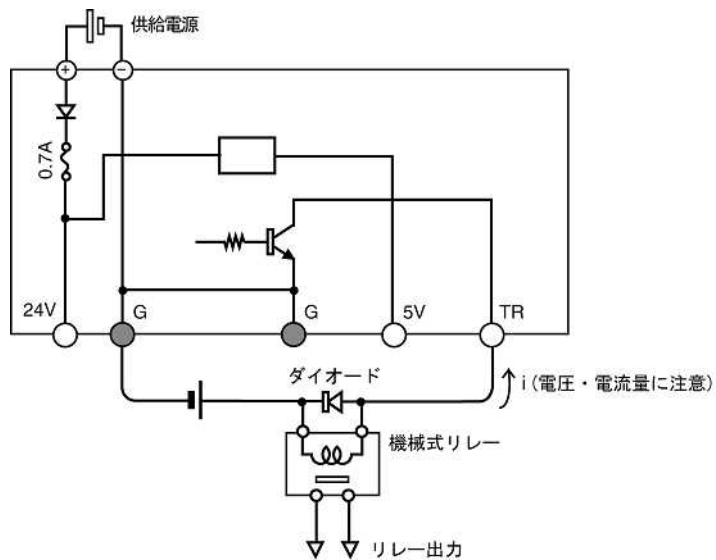 供給電源
+
−
0.7A
24V
G
G
5V
TR
ダイオード
i(電圧・電流量に注意)
機械式リレー
リレー出力